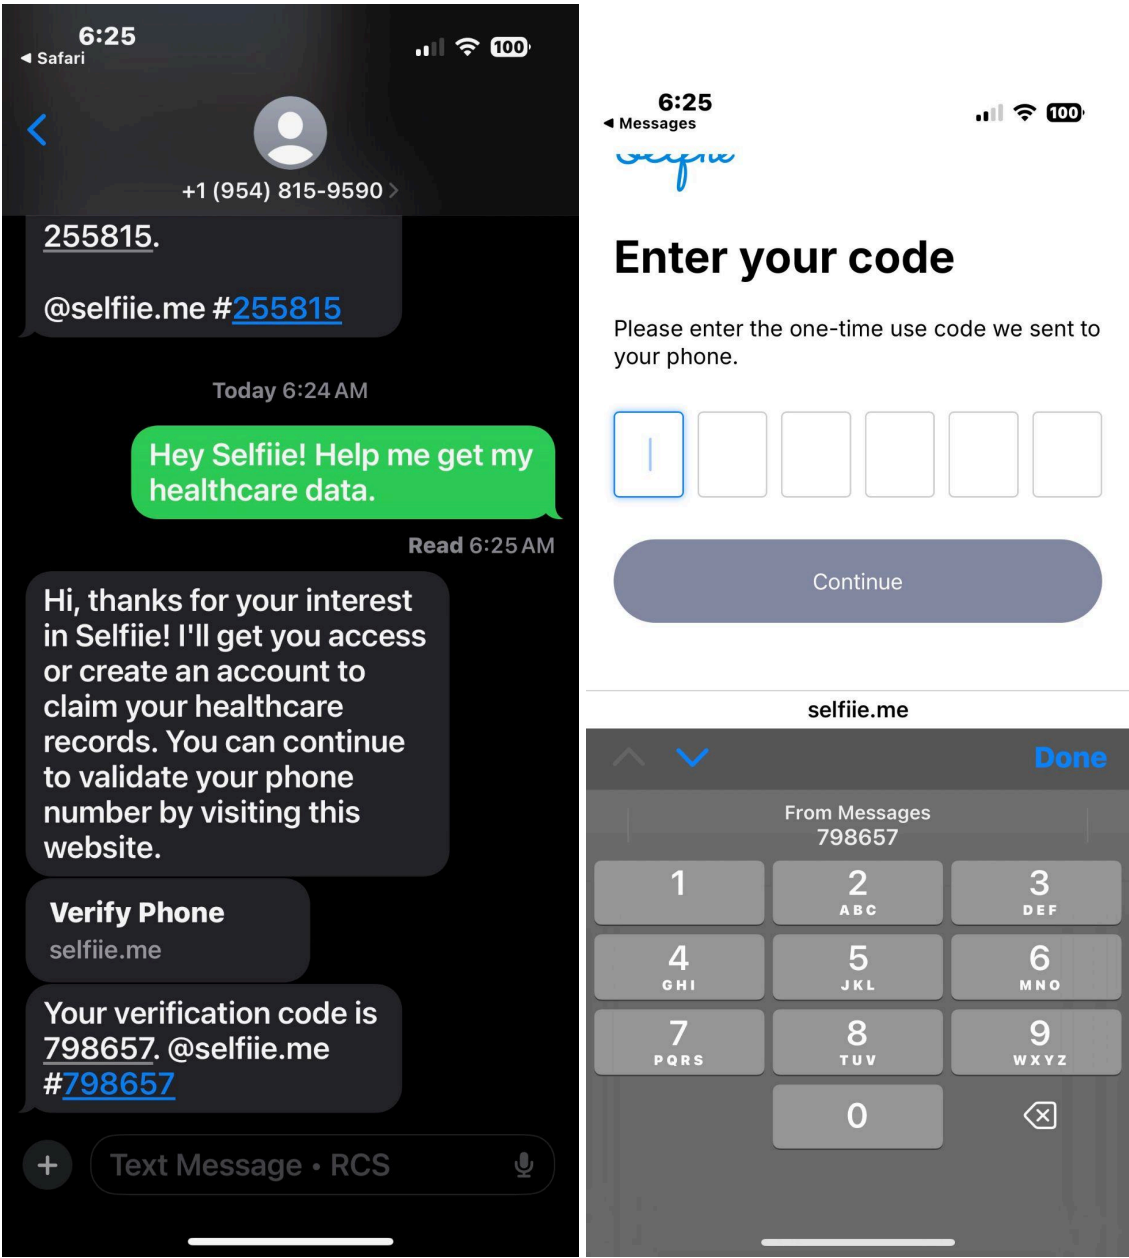 6:25
◀ Safari
100
+1 (954) 815-9590 >
255815.
@selfiie.me #255815
Today 6:24 AM
Hey Selfiie! Help me get my
healthcare data.
Read 6:25 AM
Hi, thanks for your interest
in Selfiie! I'll get you access
or create an account to
claim your healthcare
records. You can continue
to validate your phone
number by visiting this
website.
Verify Phone
selfiie.me
Your verification code is
798657. @selfiie.me
#798657
Text Message • RCS
6:25
◀ Messages
100
Enter your code
Please enter the one-time use code we sent to
your phone.
Continue
selfiie.me
Done
From Messages
798657
1
2
ABC
3
DEF
4
GHI
5
JKL
6
MNO
7
PQRS
8
TUV
9
WXYZ
0